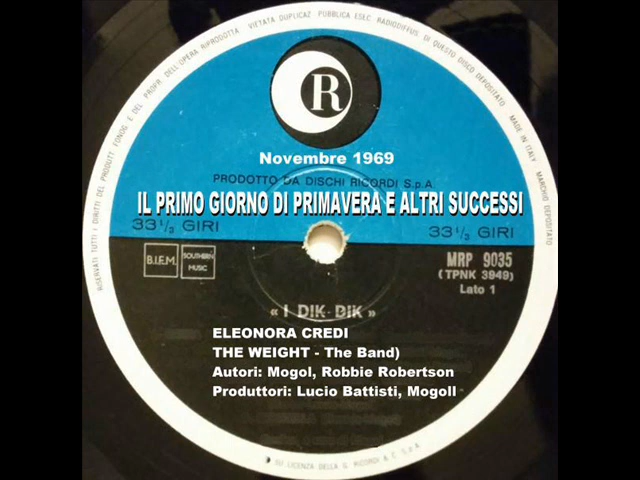 RISERVATI TUTTI I DIRITTI DEL PRODUTT FONOG E DEL PROPR. DELL'OPERA RIPRODOTTA - VIETATA DUPLICAZ PUBBLICA ESEC. RADIODIFFUS DI QUESTO DISCO DEPOSITATO - MADE IN ITALY - MARCHIO DEPOSITATO
R
Novembre 1969
PRODOTTO DA DISCHI RICORDI S.p.A.
IL PRIMO GIORNO DI PRIMAVERA E ALTRI SUCCESSI
33 1/3 GIRI
33 1/3 GIRI
B.I.E.M.
SOUTHERN MUSIC
MRP 9035
(TPNK 3949)
Lato 1
« I DIK-DIK »
ELEONORA CREDI
THE WEIGHT - The Band)
Autori: Mogol, Robbie Robertson
Produttori: Lucio Battisti, Mogoll
SU LICENZA DELLA G. RICORDI & C. S.p.A.